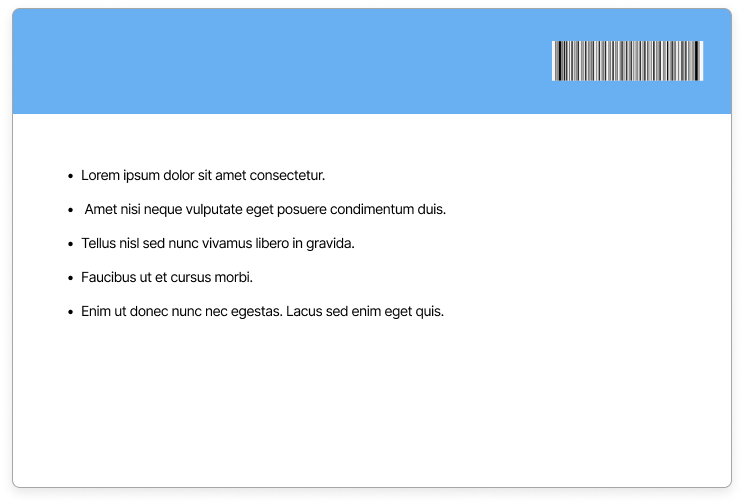 • Lorem ipsum dolor sit amet consectetur.
• Amet nisi neque vulputate eget posuere condimentum duis.
• Tellus nisl sed nunc vivamus libero in gravida.
• Faucibus ut et cursus morbi.
• Enim ut donec nunc nec egestas. Lacus sed enim eget quis.